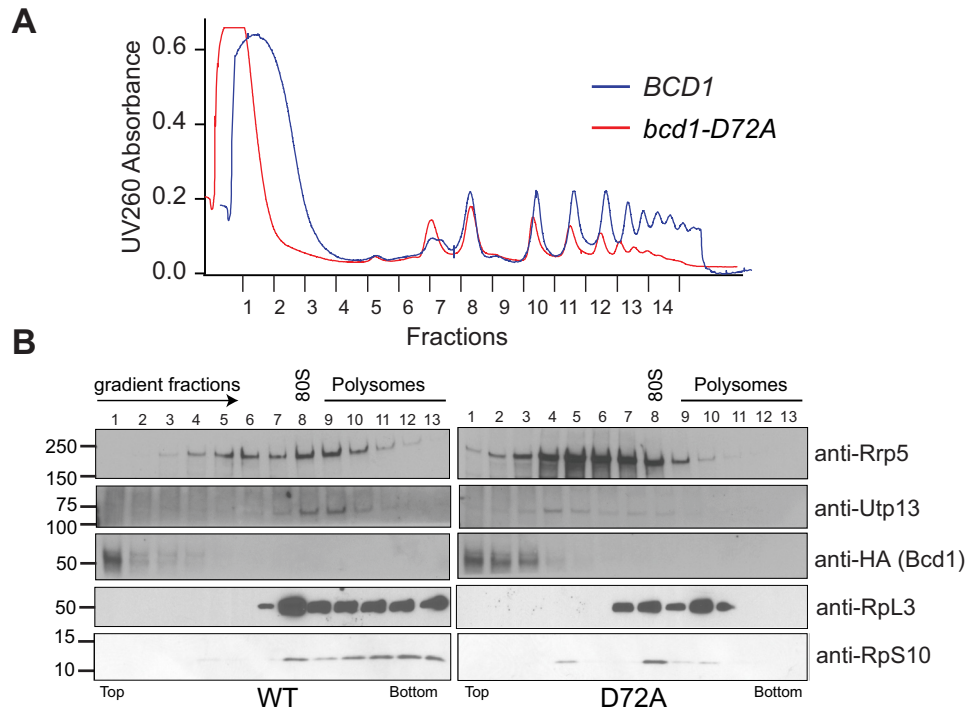 A
UV260 Absorbance
0.6
0.4
0.2
0.0
BCD1
bcd1-D72A
1 2 3 4 5 6 7 8 9 10 11 12 13 14
Fractions
B
gradient fractions 80S Polysomes 80S Polysomes
1 2 3 4 5 6 7 8 9 10 11 12 13 1 2 3 4 5 6 7 8 9 10 11 12 13
250
150
anti-Rrp5
75
100
anti-Utp13
50
anti-HA (Bcd1)
50
anti-RpL3
15
10
anti-RpS10
Top WT Bottom Top D72A Bottom